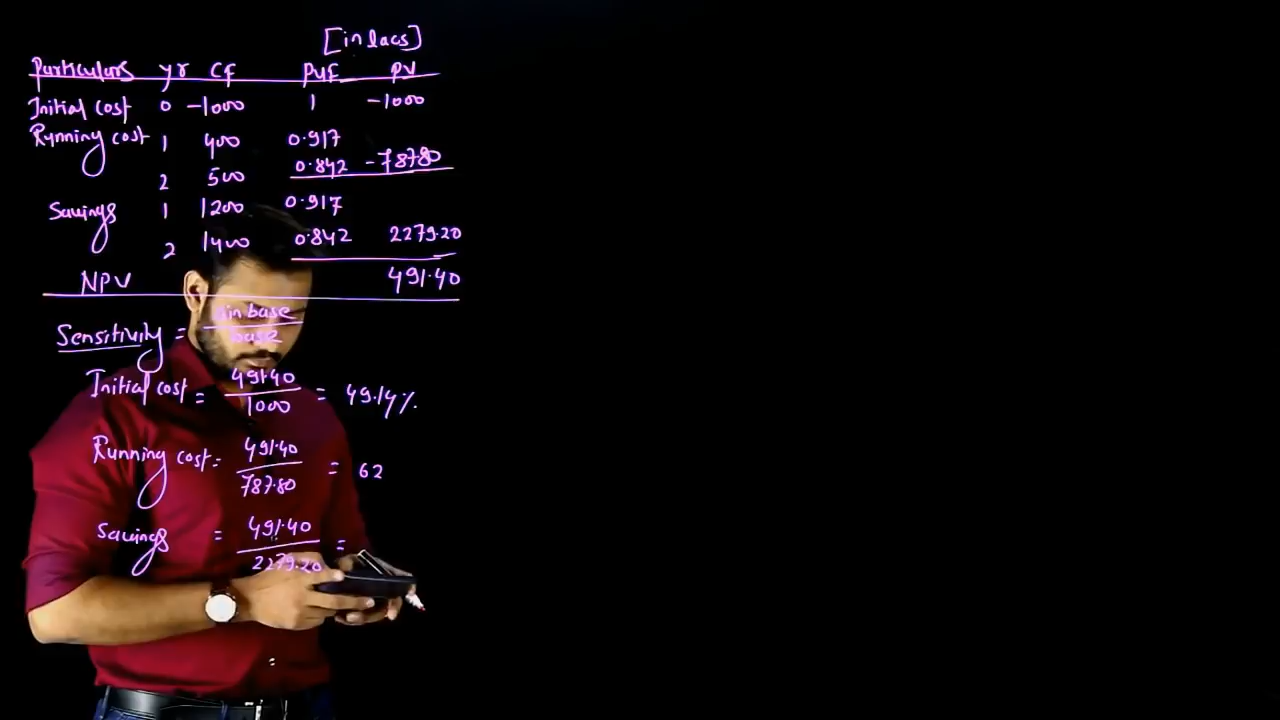 [in lacs]
Particulars yr CF PVF PV
Initial cost 0 -1000 1 -1000
Running cost 1 400 0.917
2 500 0.842 -787.80
Savings 1 1200 0.917
2 1400 0.842 2279.20
NPV 491.40
Sensitivity = in base / base
Initial cost = 491.40 / 1000 = 49.14%
Running cost = 491.40 / 787.80 = 62
Savings = 491.40 / 2279.20 =